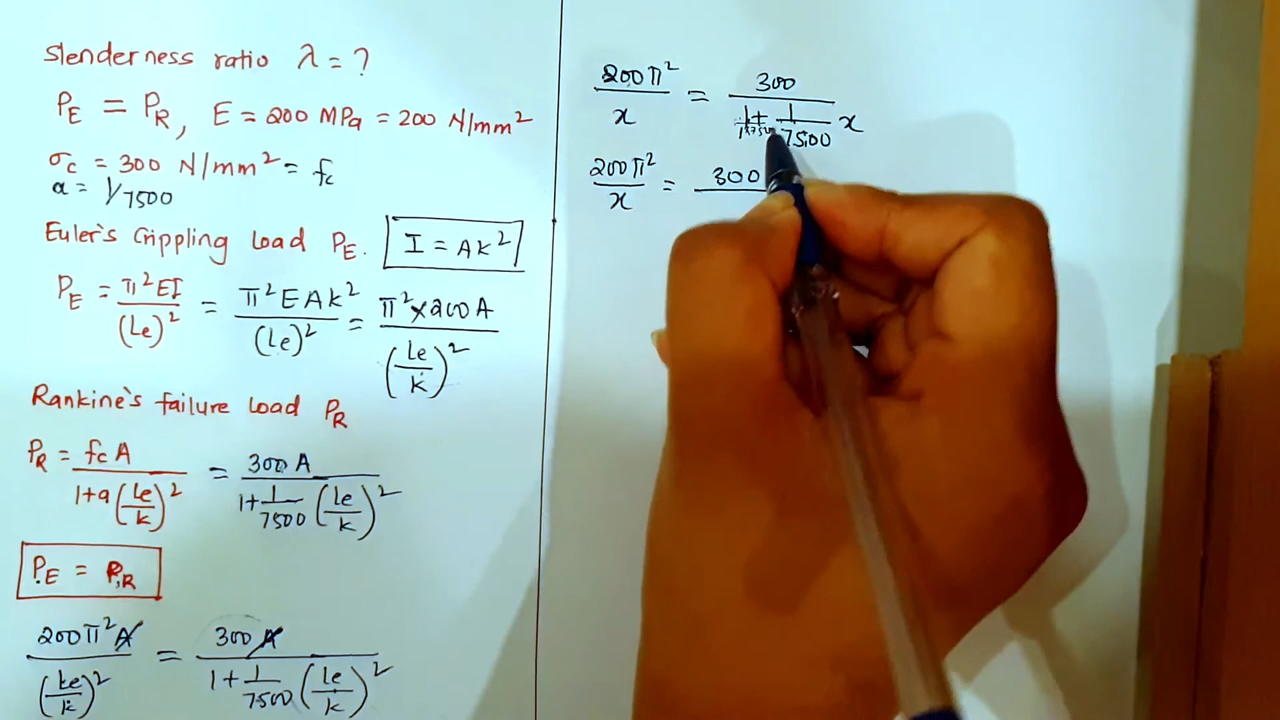 Slenderness ratio λ = ?
P_E = P_R, E = 200 MPa = 200 N/mm²
σ_c = 300 N/mm² = f_c
a = 1/7500
Euler's Crippling Load P_E. I = Ak²
P_E = π²EI/(Le)² = π²EAk²/(Le)² = π²×200A/(Le/k)²
Rankine's failure Load P_R
P_R = f_c A/1+a(Le/k)² = 300A/1+1/7500(Le/k)²
P_E = P_R
200π²A/(Le/k)² = 300A/1+1/7500(Le/k)²
200π²/x = 300/1+1/7500 x
200π²/x = 300